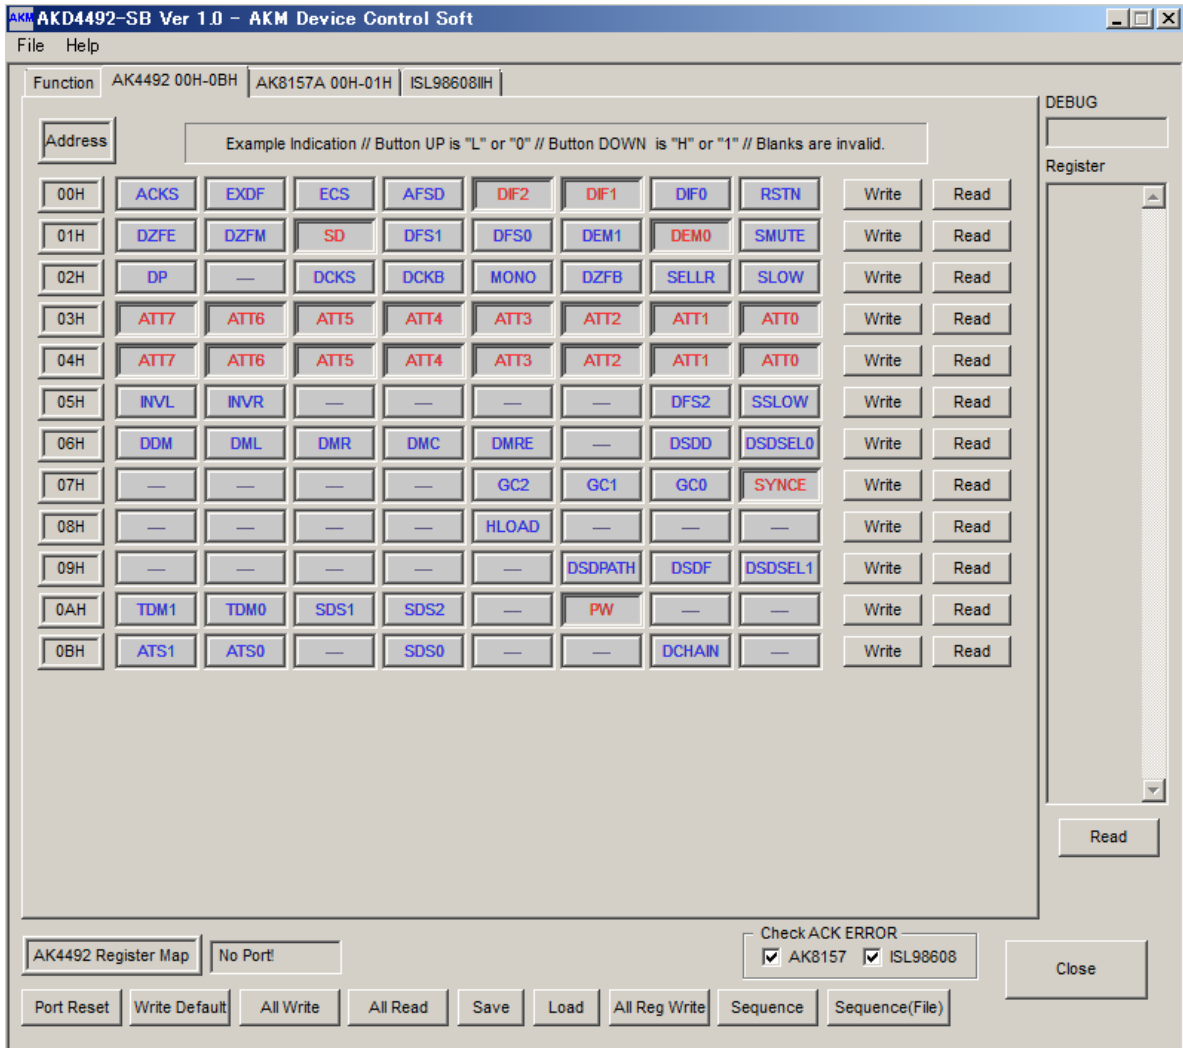 AKM AKD4492-SB Ver 1.0 - AKM Device Control Soft
File Help
Function AK4492 00H-0BH AK8157A 00H-01H ISL98608IIH
DEBUG
Address Example Indication // Button UP is "L" or "0" // Button DOWN is "H" or "1" // Blanks are invalid.
Register
00H ACKS EXDF ECS AFSD DIF2 DIF1 DIF0 RSTN Write Read
01H DZFE DZFM SD DFS1 DFS0 DEM1 DEM0 SMUTE Write Read
02H DP — DCKS DCKB MONO DZFB SELLR SLOW Write Read
03H ATT7 ATT6 ATT5 ATT4 ATT3 ATT2 ATT1 ATT0 Write Read
04H ATT7 ATT6 ATT5 ATT4 ATT3 ATT2 ATT1 ATT0 Write Read
05H INVL INVR — — — — DFS2 SSLOW Write Read
06H DDM DML DMR DMC DMRE — DSDD DSDSEL0 Write Read
07H — — — — GC2 GC1 GC0 SYNCE Write Read
08H — — — — HLOAD — — — Write Read
09H — — — — — DSDPATH DSDF DSDSEL1 Write Read
0AH TDM1 TDM0 SDS1 SDS2 — PW — — Write Read
0BH ATS1 ATS0 — SDS0 — — DCHAIN — Write Read
Read
Check ACK ERROR
AK4492 Register Map No Port! AK8157 ISL98608 Close
Port Reset Write Default All Write All Read Save Load All Reg Write Sequence Sequence(File)